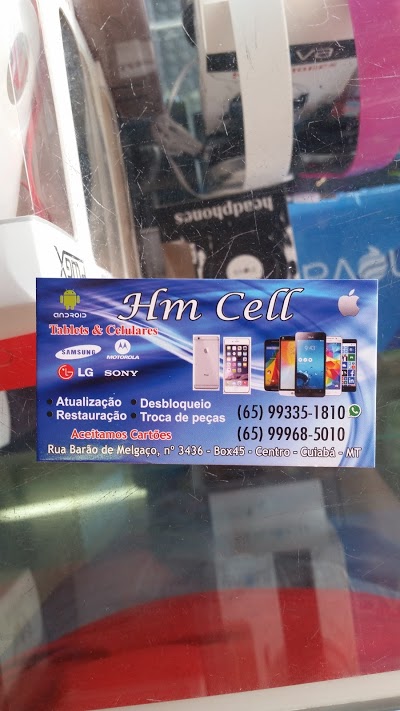 headphones
Hm Cell
ANDROID
Tablets & Celulares
SAMSUNG
MOTOROLA
LG SONY
• Atualização • Desbloqueio
• Restauração • Troca de peças
(65) 99335-1810
Aceitamos Cartões
(65) 99968-5010
Rua Barão de Melgaço, nº 3436 - Box45 - Centro - Cuiabá - MT